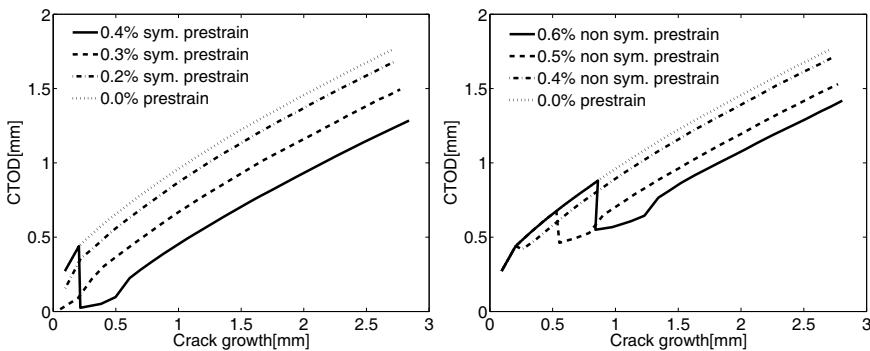 2
1.5
1
0.5
0
CTOD[mm]
0.4% sym. prestrain
0.3% sym. prestrain
0.2% sym. prestrain
0.0% prestrain
0 0.5 1 1.5 2 2.5 3
Crack growth[mm]
2
1.5
1
0.5
0
CTOD[mm]
0.6% non sym. prestrain
0.5% non sym. prestrain
0.4% non sym. prestrain
0.0% prestrain
0 0.5 1 1.5 2 2.5 3
Crack growth[mm]